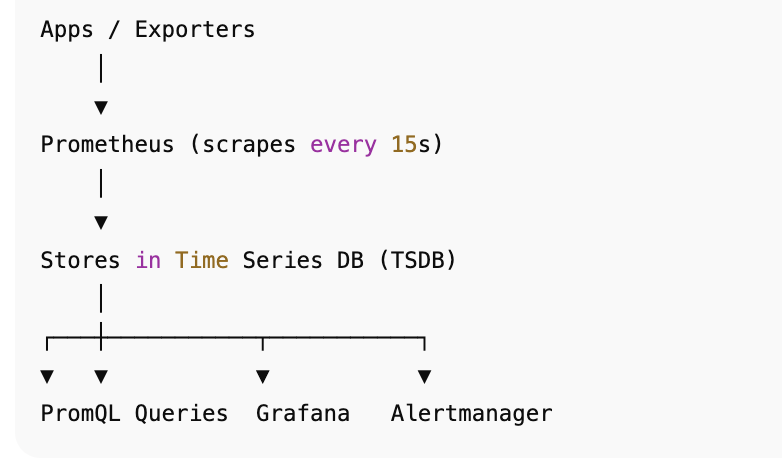 Apps / Exporters
Prometheus (scrapes every 15s)
Stores in Time Series DB (TSDB)
PromQL Queries Grafana Alertmanager